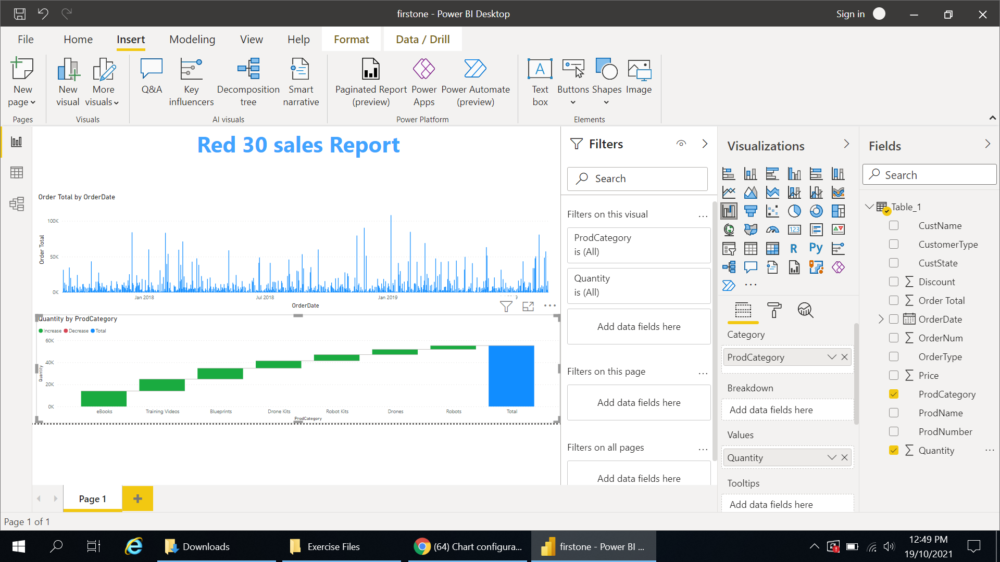 firstone - Power BI Desktop
Sign in
File
Home
Insert
Modeling
View
Help
Format
Data / Drill
New page
New visual
More visuals
Q&A
Key influencers
Decomposition tree
Smart narrative
Paginated Report (preview)
Power Apps
Power Automate (preview)
A
Text box
Buttons
Shapes
Image
Pages
Visuals
AI visuals
Power Platform
Elements
Red 30 sales Report
Order Total by OrderDate
Order Total
100K
50K
0K
Jan 2018
Jul 2018
Jan 2019
OrderDate
Quantity by ProdCategory
Increase
Decrease
Total
Quantity
60K
40K
20K
0K
eBooks
Training Videos
Blueprints
Drone Kits
Robot Kits
Drones
Robots
Total
ProdCategory
Filters
Search
Filters on this visual
ProdCategory
is (All)
Quantity
is (All)
Add data fields here
Filters on this page
Add data fields here
Filters on all pages
Add data fields here
Visualizations
123
R
Py
Category
ProdCategory
Breakdown
Add data fields here
Values
Quantity
Tooltips
Add data fields here
Fields
Search
Table_1
CustName
CustomerType
CustState
Discount
Order Total
OrderDate
OrderNum
OrderType
Price
ProdCategory
ProdName
ProdNumber
Quantity
Page 1
Page 1 of 1
Downloads
Exercise Files
(64) Chart configura...
firstone - Power BI ...
12:49 PM
19/10/2021